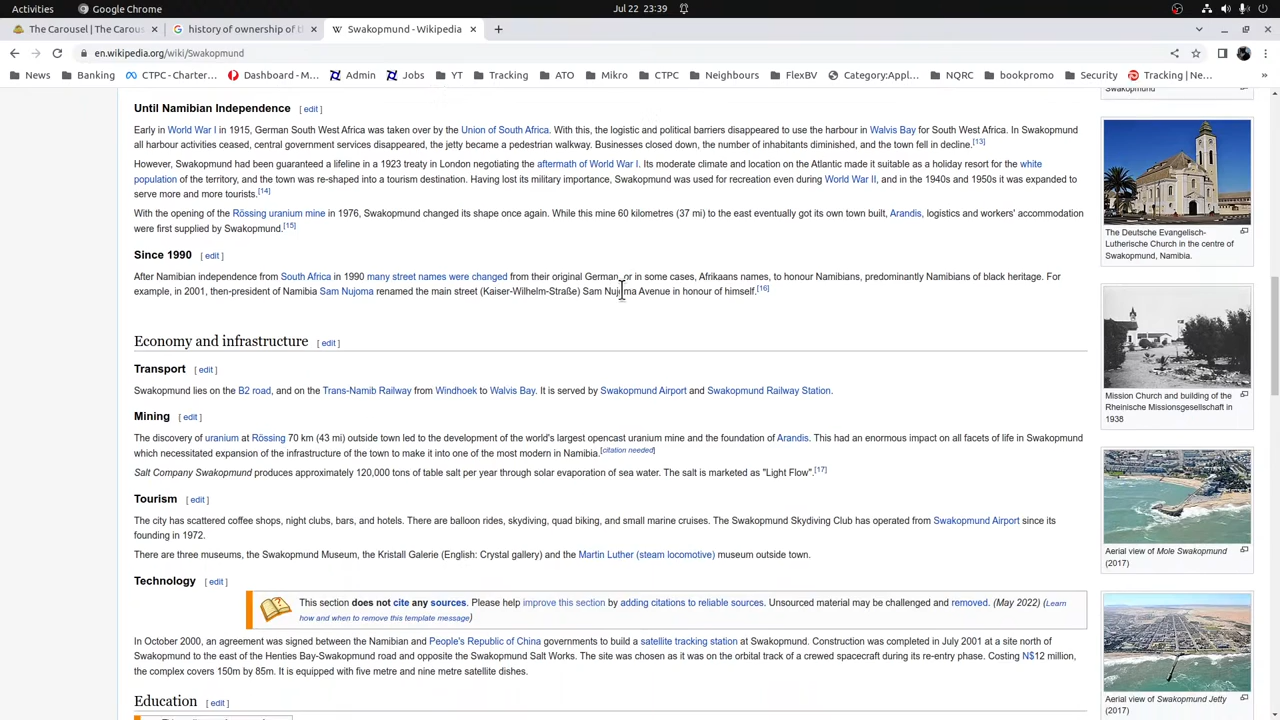 Activities
Google Chrome
Jul 22 23:39
The Carousel | The Carous
history of ownership of t
Swakopmund - Wikipedia
en.wikipedia.org/wiki/Swakopmund
News Banking CTPC - Charter… Dashboard - M… Admin Jobs YT Tracking ATO Mikro CTPC Neighbours FlexBV Category:Appl… NQRC bookpromo Security Tracking | Ne… »
Until Namibian Independence [ edit ]
Early in World War I in 1915, German South West Africa was taken over by the Union of South Africa. With this, the logistic and political barriers disappeared to use the harbour in Walvis Bay for South West Africa. In Swakopmund
all harbour activities ceased, central government services disappeared, the jetty became a pedestrian walkway. Businesses closed down, the number of inhabitants diminished, and the town fell in decline.[13]
However, Swakopmund had been guaranteed a lifeline in a 1923 treaty in London negotiating the aftermath of World War I. Its moderate climate and location on the Atlantic made it suitable as a holiday resort for the white
population of the territory, and the town was re-shaped into a tourism destination. Having lost its military importance, Swakopmund was used for recreation even during World War II, and in the 1940s and 1950s it was expanded to
serve more and more tourists.[14]
With the opening of the Rössing uranium mine in 1976, Swakopmund changed its shape once again. While this mine 60 kilometres (37 mi) to the east eventually got its own town built, Arandis, logistics and workers' accommodation
were first supplied by Swakopmund.[15]
Since 1990 [ edit ]
After Namibian independence from South Africa in 1990 many street names were changed from their original German, or in some cases, Afrikaans names, to honour Namibians, predominantly Namibians of black heritage. For
example, in 2001, then-president of Namibia Sam Nujoma renamed the main street (Kaiser-Wilhelm-Straße) Sam Nujoma Avenue in honour of himself.[16]
Economy and infrastructure [ edit ]
Transport [ edit ]
Swakopmund lies on the B2 road, and on the Trans-Namib Railway from Windhoek to Walvis Bay. It is served by Swakopmund Airport and Swakopmund Railway Station.
Mining [ edit ]
The discovery of uranium at Rössing 70 km (43 mi) outside town led to the development of the world's largest opencast uranium mine and the foundation of Arandis. This had an enormous impact on all facets of life in Swakopmund
which necessitated expansion of the infrastructure of the town to make it into one of the most modern in Namibia.[citation needed]
Salt Company Swakopmund produces approximately 120,000 tons of table salt per year through solar evaporation of sea water. The salt is marketed as "Light Flow".[17]
Tourism [ edit ]
The city has scattered coffee shops, night clubs, bars, and hotels. There are balloon rides, skydiving, quad biking, and small marine cruises. The Swakopmund Skydiving Club has operated from Swakopmund Airport since its
founding in 1972.
There are three museums, the Swakopmund Museum, the Kristall Galerie (English: Crystal gallery) and the Martin Luther (steam locomotive) museum outside town.
Technology [ edit ]
This section does not cite any sources. Please help improve this section by adding citations to reliable sources. Unsourced material may be challenged and removed. (May 2022) (Learn
how and when to remove this template message)
In October 2000, an agreement was signed between the Namibian and People's Republic of China governments to build a satellite tracking station at Swakopmund. Construction was completed in July 2001 at a site north of
Swakopmund to the east of the Henties Bay-Swakopmund road and opposite the Swakopmund Salt Works. The site was chosen as it was on the orbital track of a crewed spacecraft during its re-entry phase. Costing N$12 million,
the complex covers 150m by 85m. It is equipped with five metre and nine metre satellite dishes.
Education [ edit ]
Swakopmund
The Deutsche Evangelisch-
Lutherische Church in the centre of
Swakopmund, Namibia.
Mission Church and building of the
Rheinische Missionsgesellschaft in
1938
Aerial view of Mole Swakopmund
(2017)
Aerial view of Swakopmund Jetty
(2017)